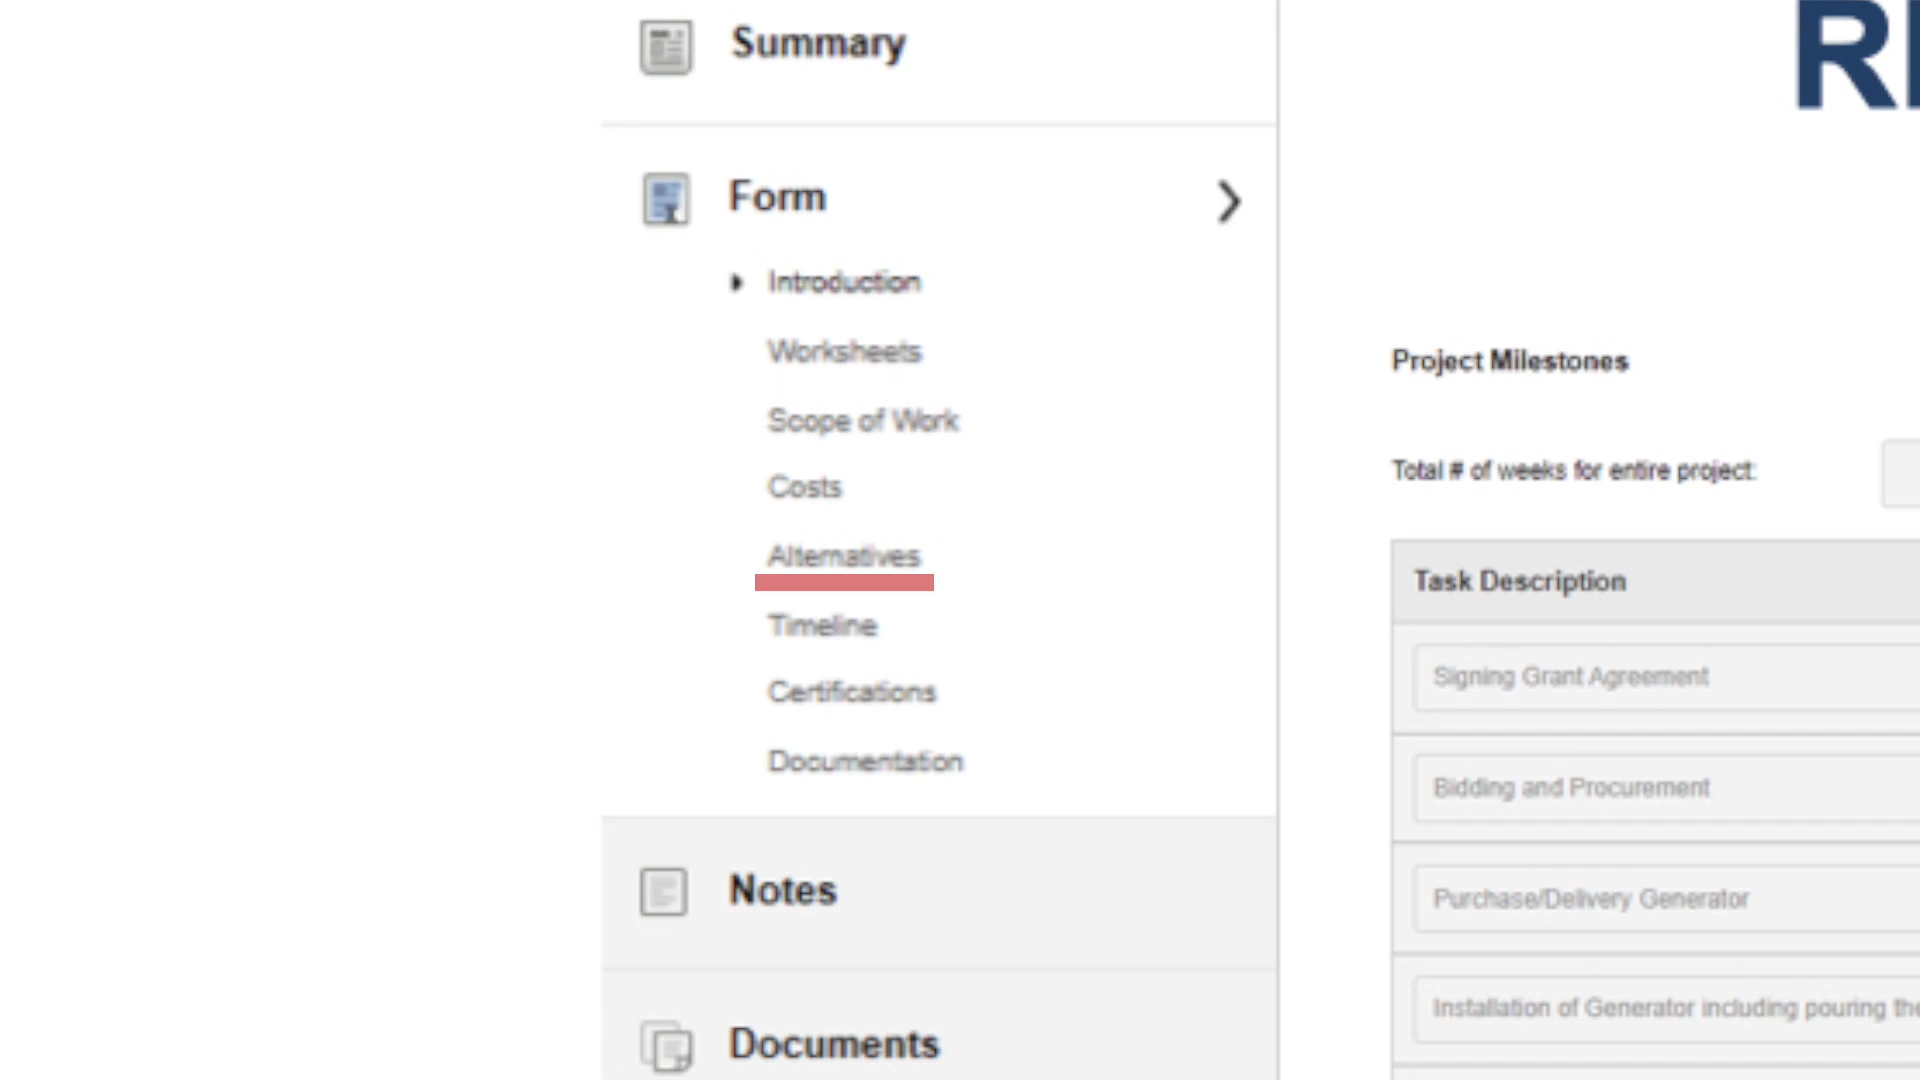 Summary
Form
Introduction
Worksheets
Scope of Work
Costs
Alternatives
Timeline
Certifications
Documentation
Notes
Documents
Project Milestones
Total # of weeks for entire project:
Task Description
Signing Grant Agreement
Bidding and Procurement
Purchase/Delivery Generator
Installation of Generator including pouring the